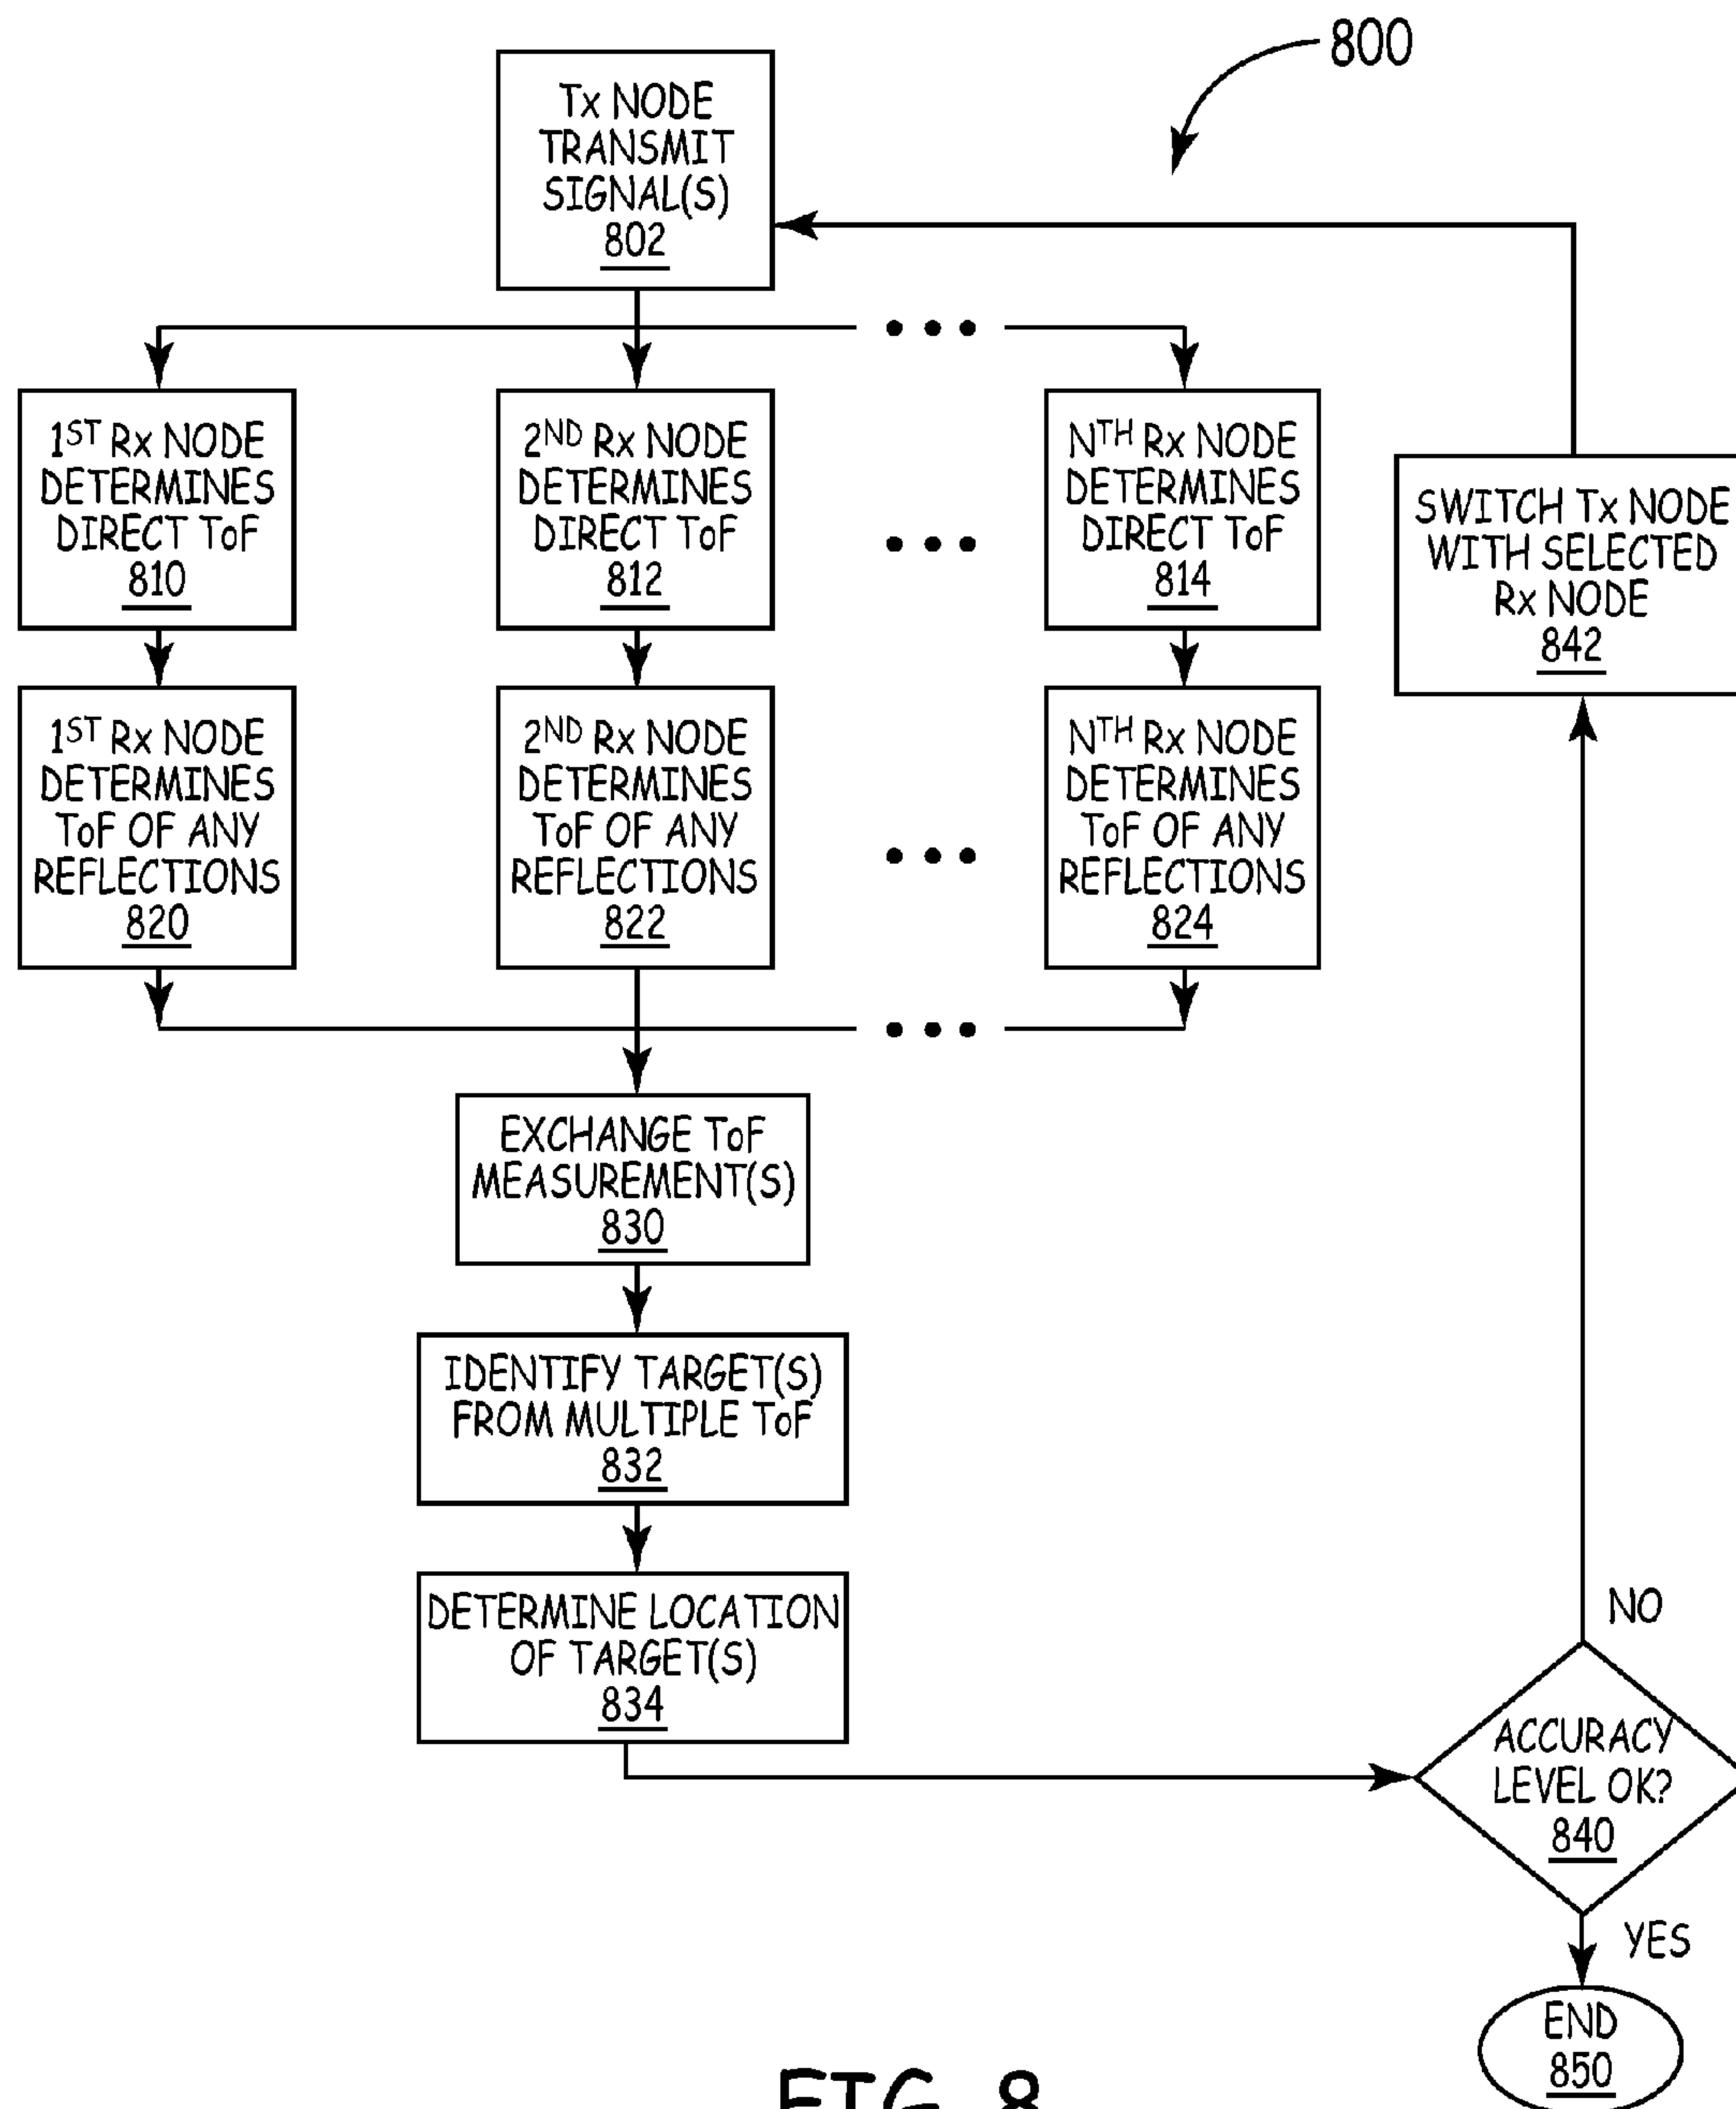 800
Tx NODE
TRANSMIT
SIGNAL(S)
802
1ST Rx NODE
DETERMINES
DIRECT ToF
810
2ND Rx NODE
DETERMINES
DIRECT ToF
812
NTH Rx NODE
DETERMINES
DIRECT ToF
814
SWITCH Tx NODE
WITH SELECTED
Rx NODE
842
1ST Rx NODE
DETERMINES
ToF OF ANY
REFLECTIONS
820
2ND Rx NODE
DETERMINES
ToF OF ANY
REFLECTIONS
822
NTH Rx NODE
DETERMINES
ToF OF ANY
REFLECTIONS
824
EXCHANGE ToF
MEASUREMENT(S)
830
IDENTIFY TARGET(S)
FROM MULTIPLE ToF
832
DETERMINE LOCATION
OF TARGET(S)
834
NO
ACCURACY
LEVEL OK?
840
YES
END
850
FIG. 8